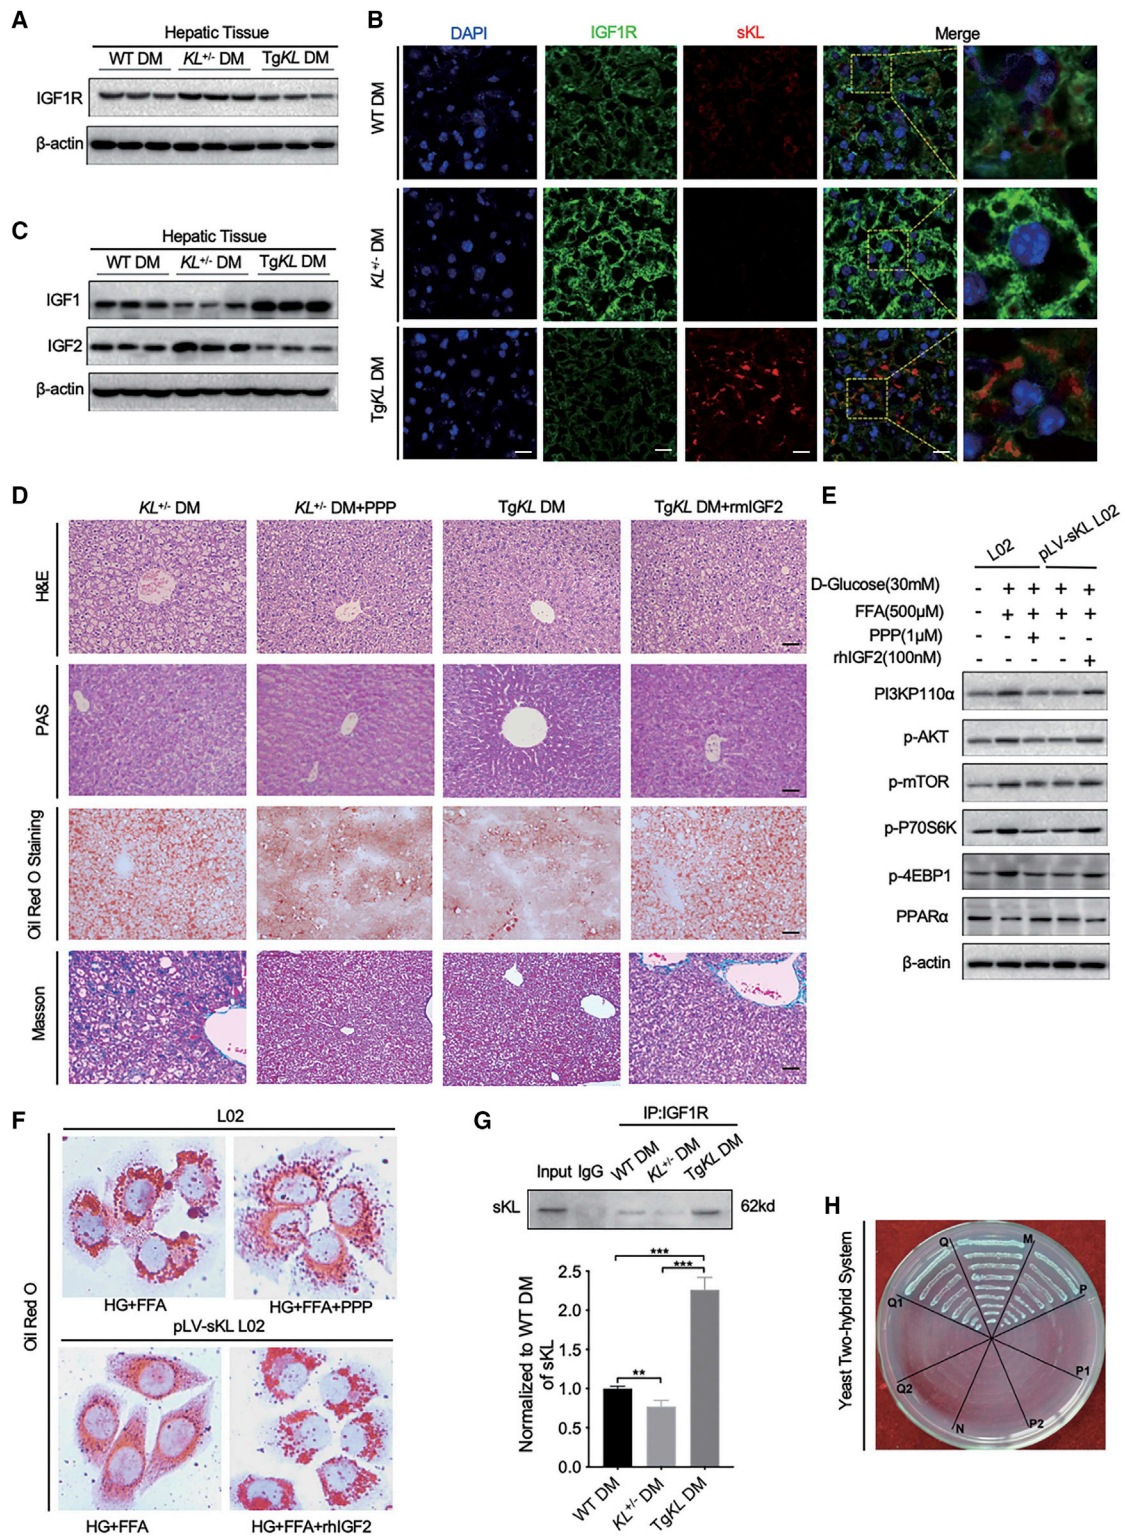 A
Hepatic Tissue
WT DM KL+/- DM TgKL DM
IGF1R
β-actin
B
DAPI IGF1R sKL Merge
WT DM
KL+/- DM
TgKL DM
C
Hepatic Tissue
WT DM KL+/- DM TgKL DM
IGF1
IGF2
β-actin
D
KL+/- DM KL+/- DM+PPP TgKL DM TgKL DM+rmIGF2
H&E
PAS
Oil Red O Staining
Masson
E
L02 pLV-sKL L02
D-Glucose(30mM) - + + + +
FFA(500μM) - + + + +
PPP(1μM) - - + - -
rhIGF2(100nM) - - - - +
PI3KP110α
p-AKT
p-mTOR
p-P70S6K
p-4EBP1
PPARα
β-actin
F
L02
Oil Red O
HG+FFA HG+FFA+PPP
pLV-sKL L02
HG+FFA HG+FFA+rhIGF2
G
IP:IGF1R
Input IgG WT DM KL+/- DM TgKL DM
sKL 62kd
Normalized to WT DM
of sKL
2.5
2.0
1.5
1.0
0.5
0.0
***
***
**
WT DM KL+/- DM TgKL DM
H
Yeast Two-hybrid System
Q M
Q1 P
Q2 P1
N P2